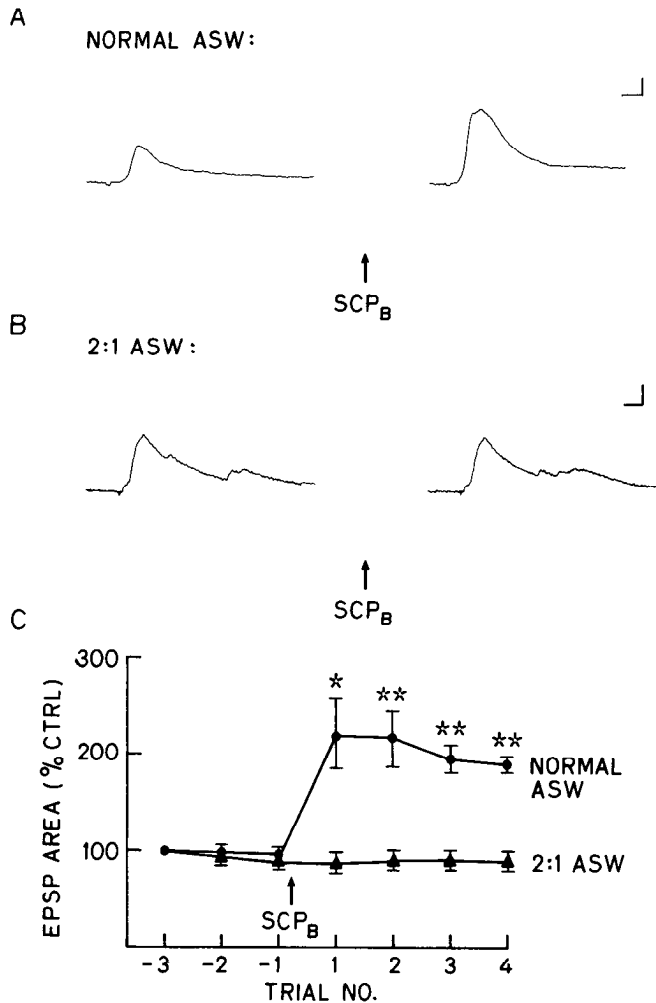 A
NORMAL ASW:
SCP_B
B
2:1 ASW:
SCP_B
C
EPSP AREA (% CTRL)
300
200
100
* ** ** **
NORMAL
ASW
2:1 ASW
SCP_B
-3 -2 -1 1 2 3 4
TRIAL NO.